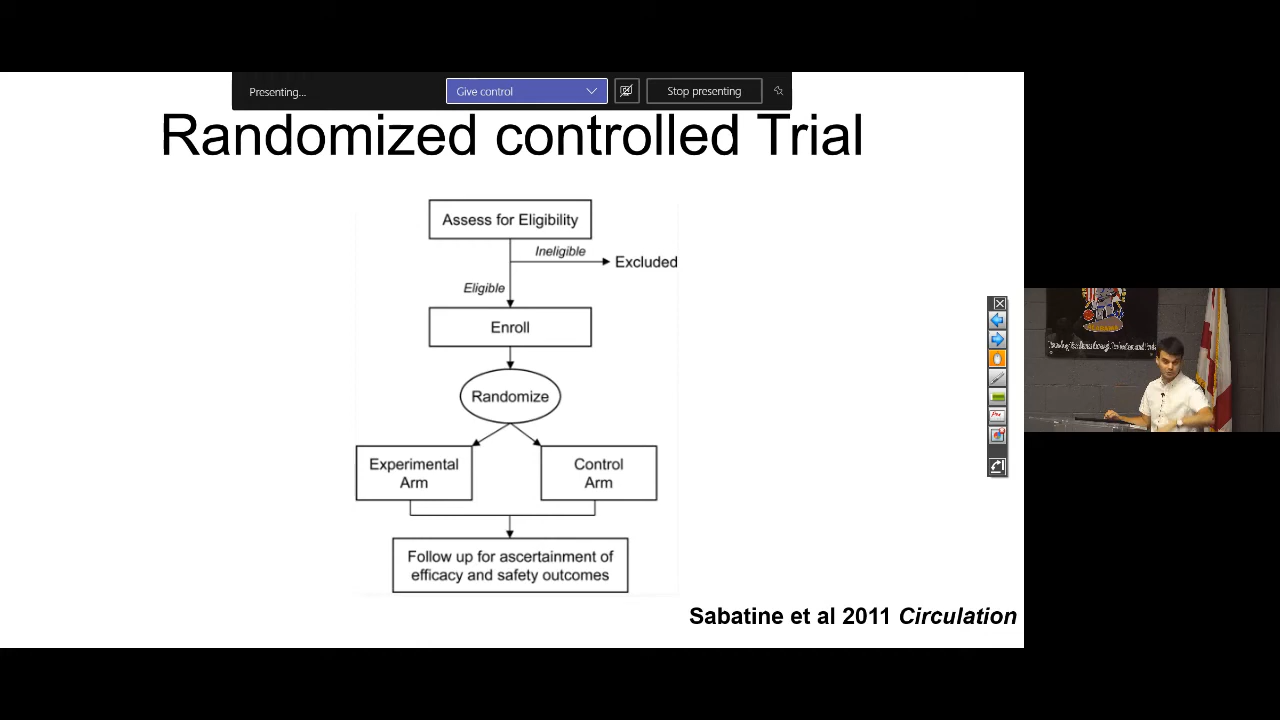 Presenting...
Give control
Stop presenting
Randomized controlled Trial
Assess for Eligibility
Ineligible
Excluded
Eligible
Enroll
Randomize
Experimental
Arm
Control
Arm
Follow up for ascertainment of
efficacy and safety outcomes
Sabatine et al 2011 Circulation